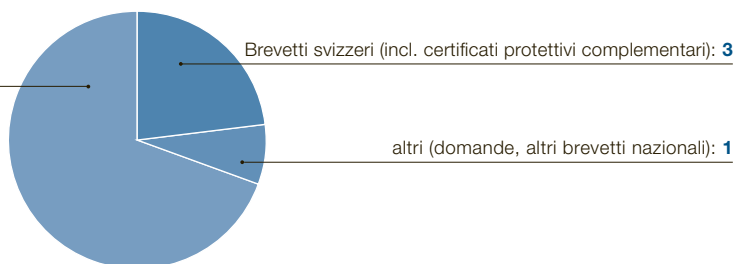 Brevetti svizzeri (incl. certificati protettivi complementari): 3
altri (domande, altri brevetti nazionali): 1